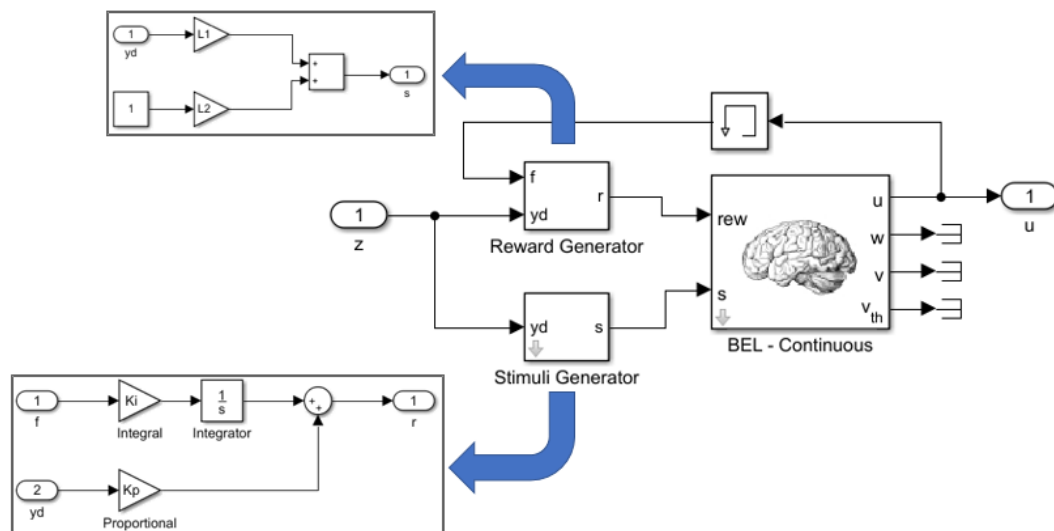 1
yd
L1
1
L2
+
+
1
s
1
z
f
yd
r
Reward Generator
yd
s
Stimuli Generator
rew
s
u
w
v
v_th
BEL - Continuous
1
u
1
f
Ki
Integral
1
s
Integrator
+
+
1
r
2
yd
Kp
Proportional